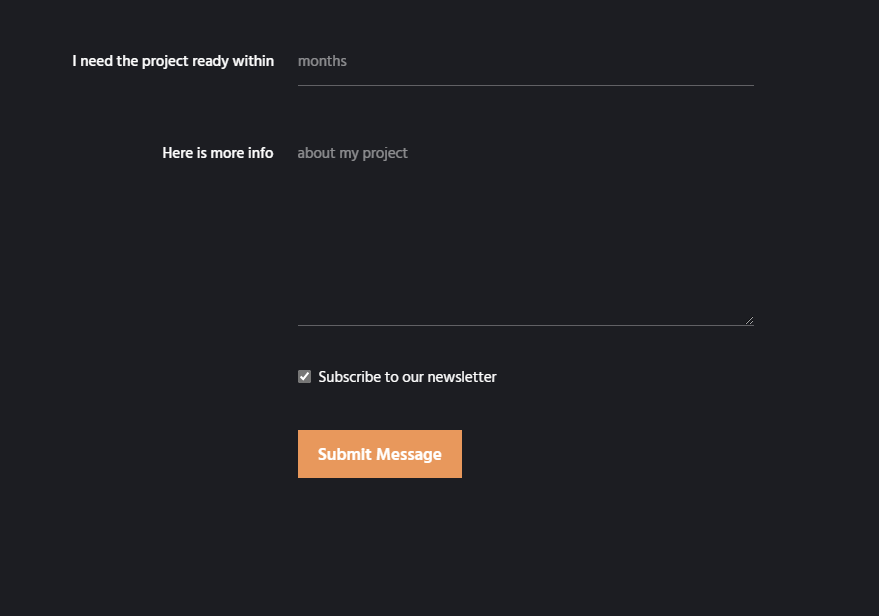 I need the project ready within months
Here is more info about my project
Subscribe to our newsletter
Submit Message